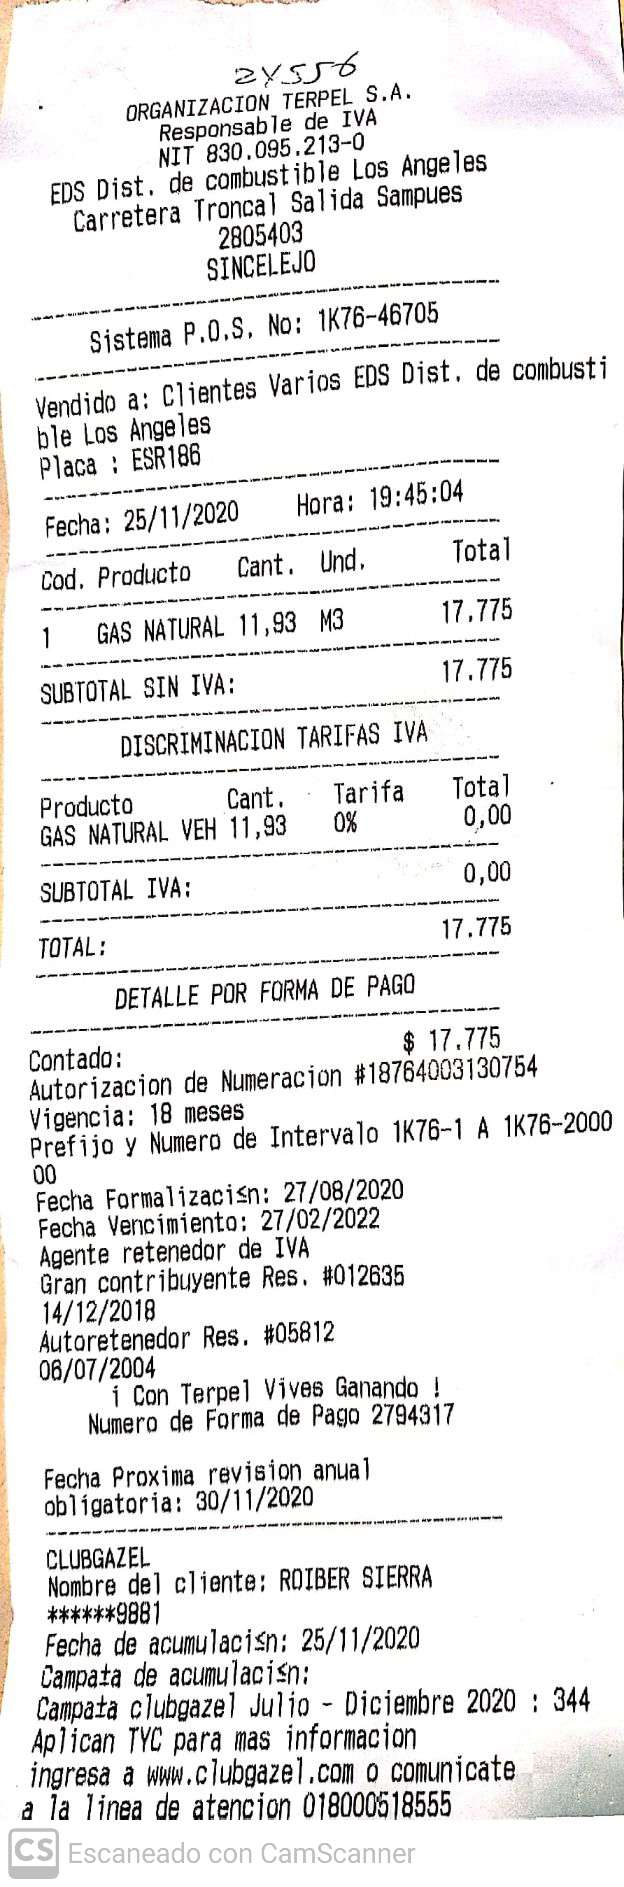 24556
ORGANIZACION TERPEL S.A.
Responsable de IVA
NIT 830.095.213-0
EDS Dist. de combustible Los Angeles
Carretera Troncal Salida Sampues
2805403
SINCELEJO
Sistema P.O.S. No: 1K76-46705
Vendido a: Clientes Varios EDS Dist. de combusti
ble Los Angeles
Placa : ESR186
Fecha: 25/11/2020 Hora: 19:45:04
Cod. Producto Cant. Und. Total
1 GAS NATURAL 11,93 M3 17.775
SUBTOTAL SIN IVA: 17.775
DISCRIMINACION TARIFAS IVA
Producto Cant. Tarifa Total
GAS NATURAL VEH 11,93 0% 0,00
SUBTOTAL IVA: 0,00
TOTAL: 17.775
DETALLE POR FORMA DE PAGO
Contado: $ 17.775
Autorizacion de Numeracion #18764003130754
Vigencia: 18 meses
Prefijo y Numero de Intervalo 1K76-1 A 1K76-2000
00
Fecha Formalizaci≤n: 27/08/2020
Fecha Vencimiento: 27/02/2022
Agente retenedor de IVA
Gran contribuyente Res. #012635
14/12/2018
Autoretenedor Res. #05812
06/07/2004
¡ Con Terpel Vives Ganando !
Numero de Forma de Pago 2794317
Fecha Proxima revision anual
obligatoria: 30/11/2020
CLUBGAZEL
Nombre del cliente: ROIBER SIERRA
******9881
Fecha de acumulaci≤n: 25/11/2020
Campa±a de acumulaci≤n:
Campa±a clubgazel Julio - Diciembre 2020 : 344
Aplican TYC para mas informacion
ingresa a www.clubgazel.com o comunicate
a la linea de atencion 018000518555
CS Escaneado con CamScanner